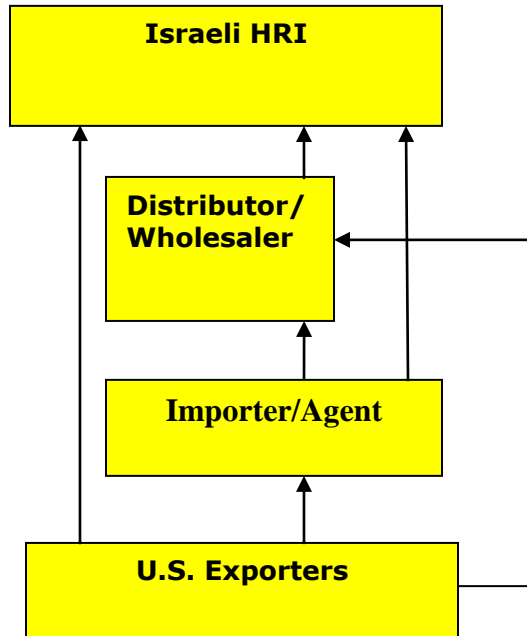 Israeli HRI
Distributor/
Wholesaler
Importer/Agent
U.S. Exporters